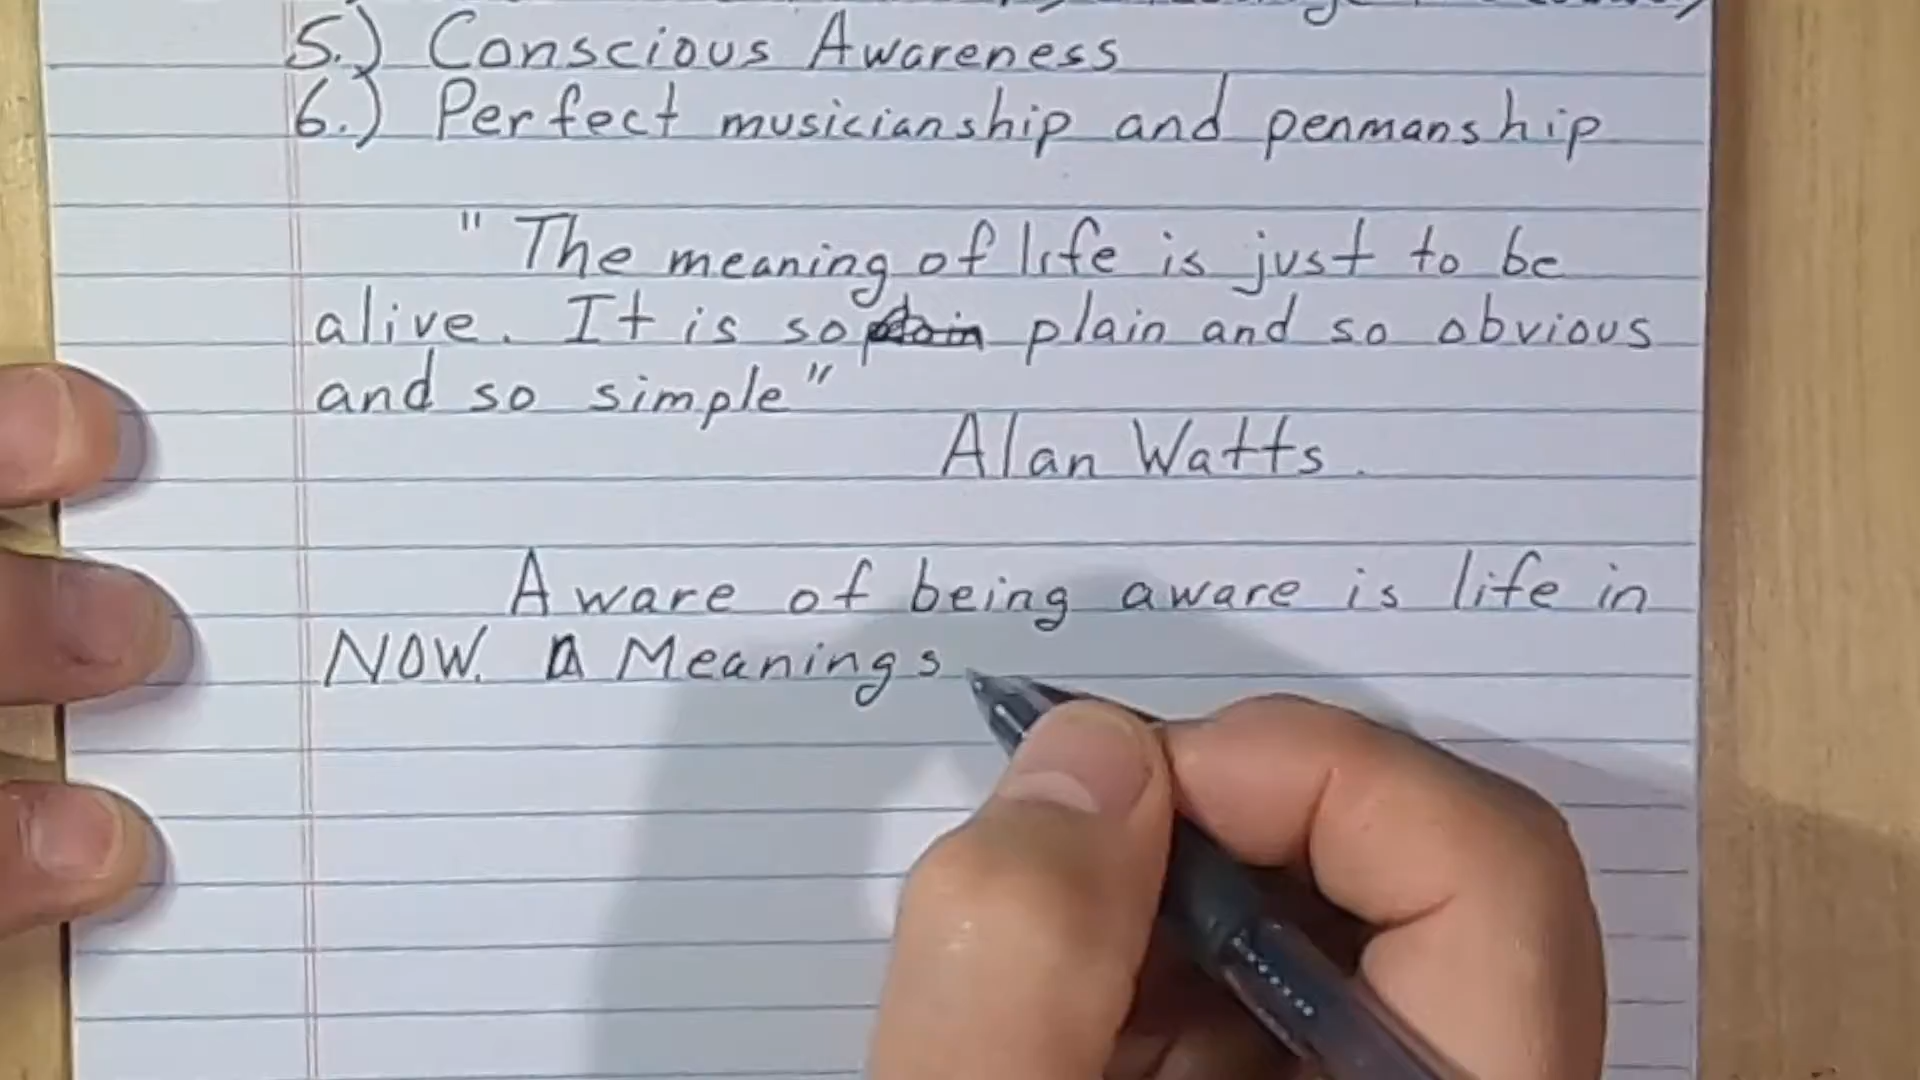 5.) Conscious Awareness
6.) Perfect musicianship and penmanship
"The meaning of life is just to be
alive. It is so plain and so obvious
and so simple"
Alan Watts.
Aware of being aware is life in
NOW. A Meanings